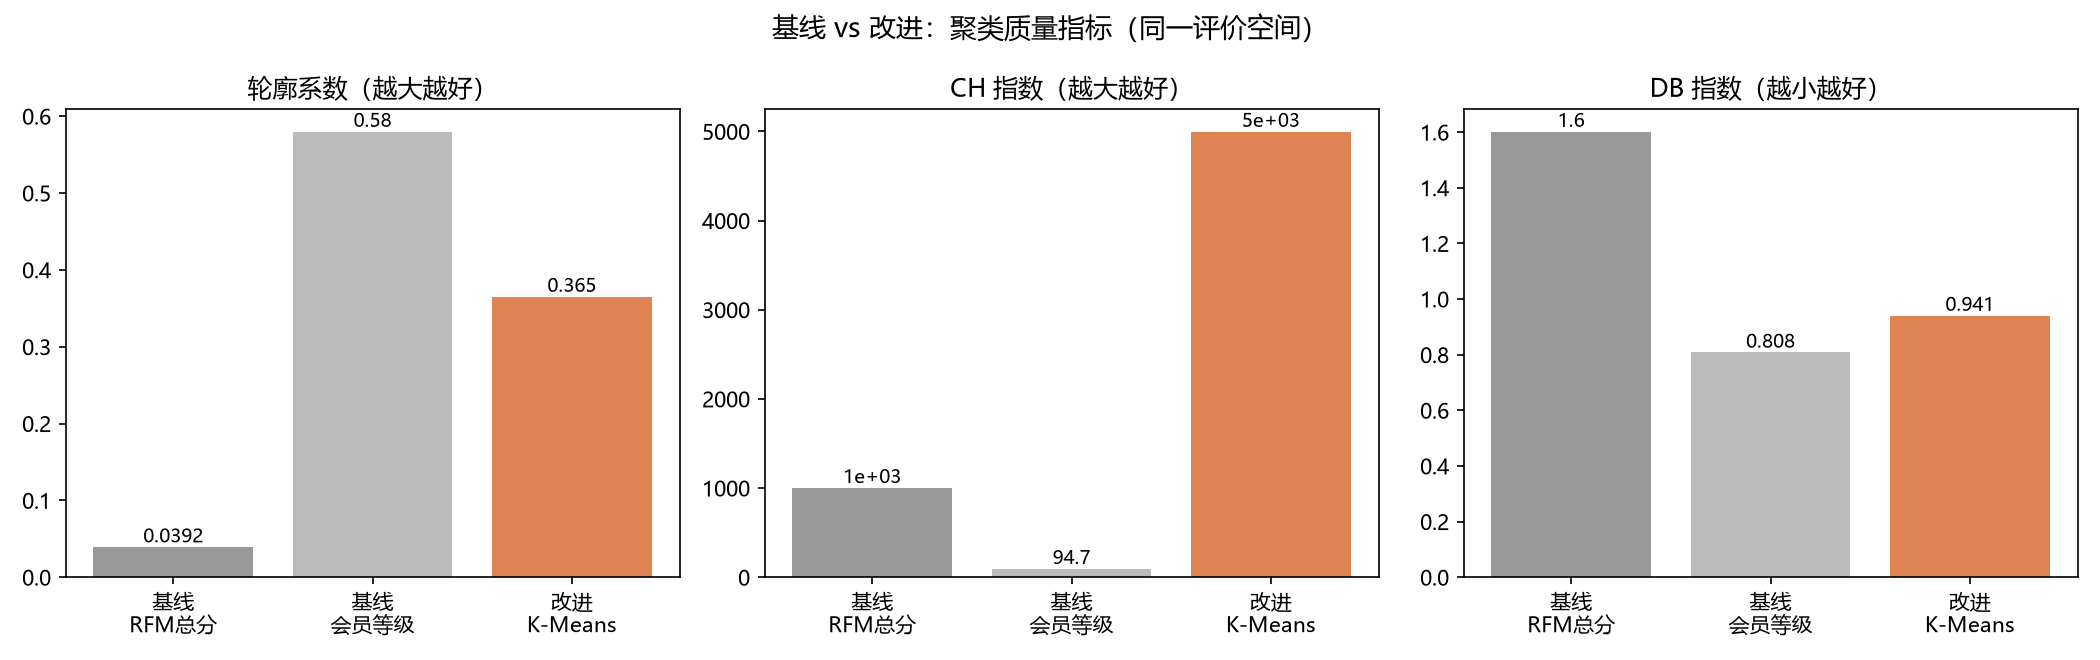 基线 vs 改进：聚类质量指标（同一评价空间）
轮廓系数（越大越好）
0.6
0.5
0.4
0.3
0.2
0.1
0.0
0.0392
0.58
0.365
基线
RFM总分
基线
会员等级
改进
K-Means
CH 指数（越大越好）
5000
4000
3000
2000
1000
0
1e+03
94.7
5e+03
基线
RFM总分
基线
会员等级
改进
K-Means
DB 指数（越小越好）
1.6
1.4
1.2
1.0
0.8
0.6
0.4
0.2
0.0
1.6
0.808
0.941
基线
RFM总分
基线
会员等级
改进
K-Means